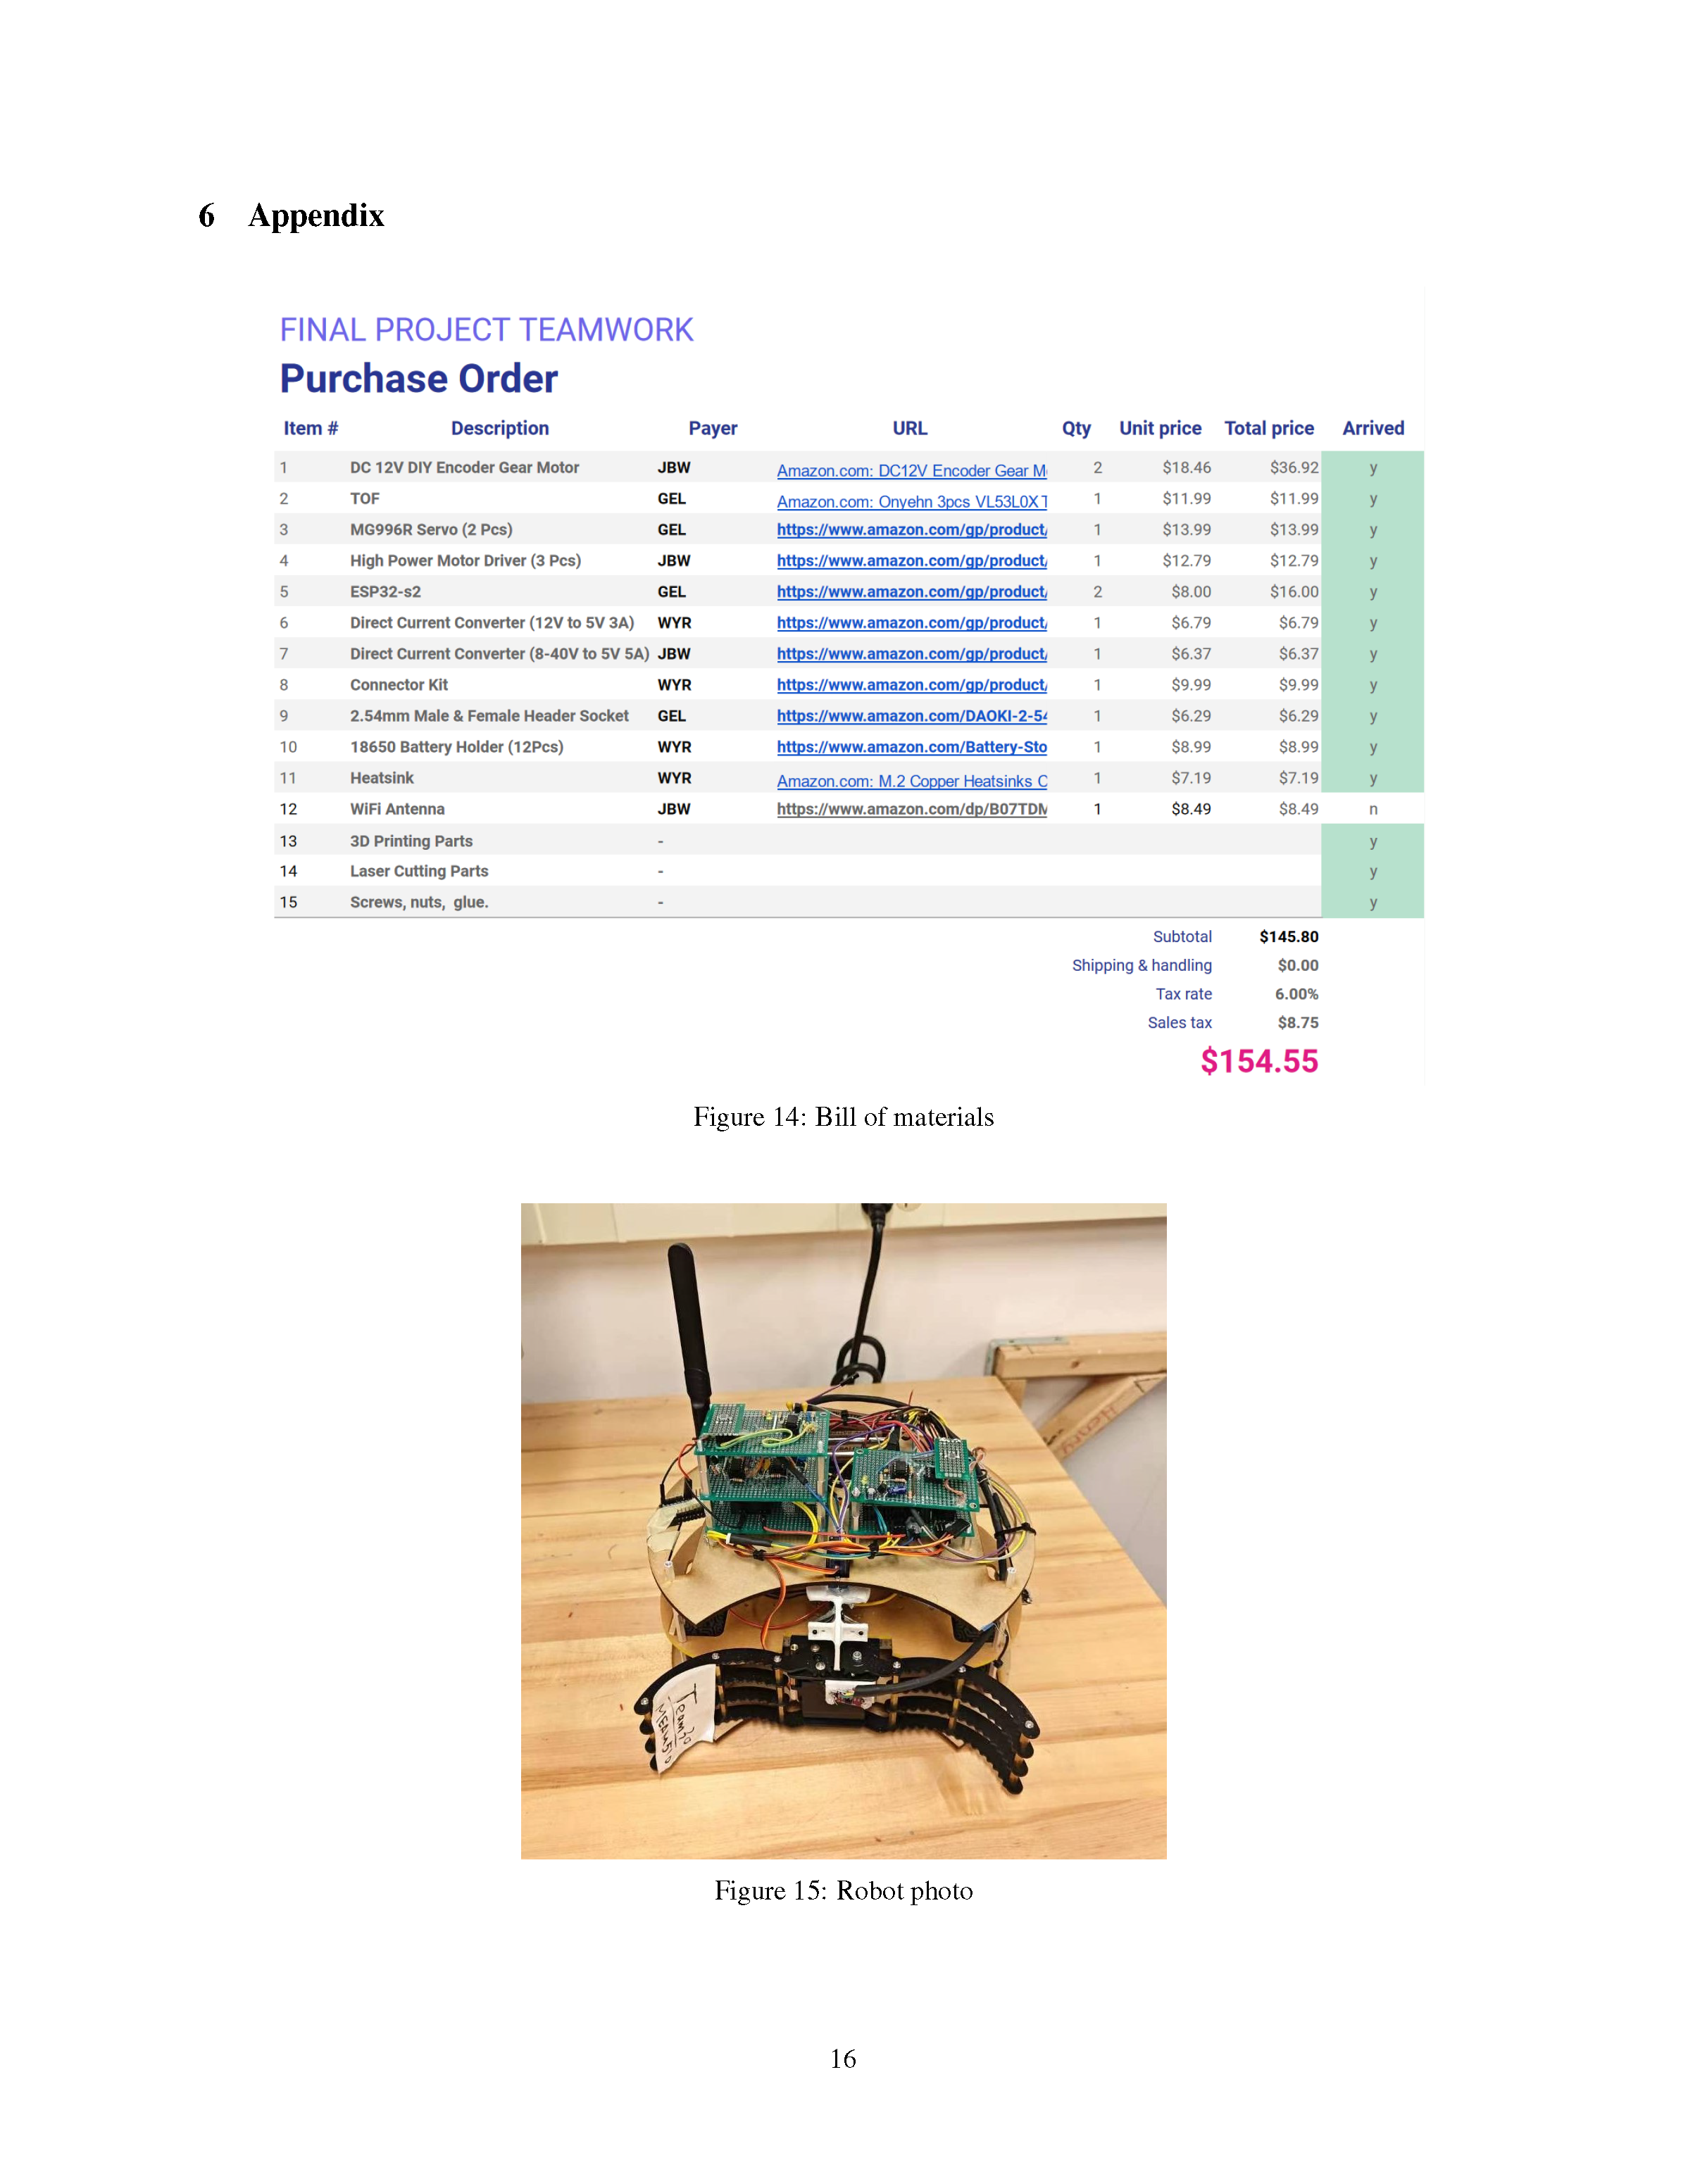 6 Appendix
FINAL PROJECT TEAMWORK
Purchase Order
Item # Description Payer URL Qty Unit price Total price Arrived
1 DC 12V DIY Encoder Gear Motor JBW Amazon.com: DC12V Encoder Gear M 2 $18.46 $36.92 y
2 TOF GEL Amazon.com: Onyehn 3pcs VL53L0X T 1 $11.99 $11.99 y
3 MG996R Servo (2 Pcs) GEL https://www.amazon.com/gp/product/ 1 $13.99 $13.99 y
4 High Power Motor Driver (3 Pcs) JBW https://www.amazon.com/gp/product/ 1 $12.79 $12.79 y
5 ESP32-s2 GEL https://www.amazon.com/gp/product/ 2 $8.00 $16.00 y
6 Direct Current Converter (12V to 5V 3A) WYR https://www.amazon.com/gp/product/ 1 $6.79 $6.79 y
7 Direct Current Converter (8-40V to 5V 5A) JBW https://www.amazon.com/gp/product/ 1 $6.37 $6.37 y
8 Connector Kit WYR https://www.amazon.com/gp/product/ 1 $9.99 $9.99 y
9 2.54mm Male & Female Header Socket GEL https://www.amazon.com/DAOKI-2-54 1 $6.29 $6.29 y
10 18650 Battery Holder (12Pcs) WYR https://www.amazon.com/Battery-Sto 1 $8.99 $8.99 y
11 Heatsink WYR Amazon.com: M.2 Copper Heatsinks C 1 $7.19 $7.19 y
12 WiFi Antenna JBW https://www.amazon.com/dp/B07TDM 1 $8.49 $8.49 n
13 3D Printing Parts - y
14 Laser Cutting Parts - y
15 Screws, nuts, glue. - y
Subtotal $145.80
Shipping & handling $0.00
Tax rate 6.00%
Sales tax $8.75
$154.55
Figure 14: Bill of materials
Team30
MEAM510
Figure 15: Robot photo
16